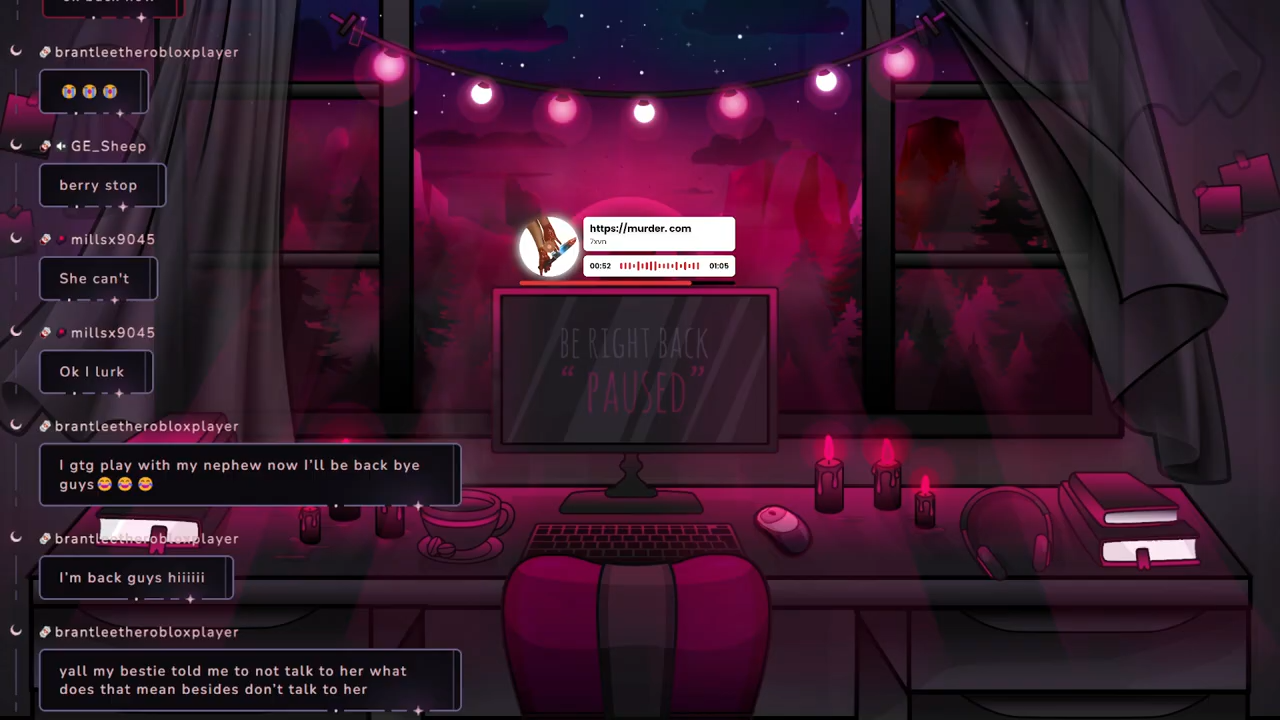 brantleetherobloxplayer
😭 😭 😭
GE_Sheep
berry stop
millsx9045
She can't
millsx9045
Ok I lurk
brantleetherobloxplayer
I gtg play with my nephew now I'll be back bye
guys😂 😂 😂
brantleetherobloxplayer
I'm back guys hiiiiii
brantleetherobloxplayer
yall my bestie told me to not talk to her what
does that mean besides don't talk to her
https://murder. com
7xvn
00:52
01:05
BE RIGHT BACK
“ PAUSED”